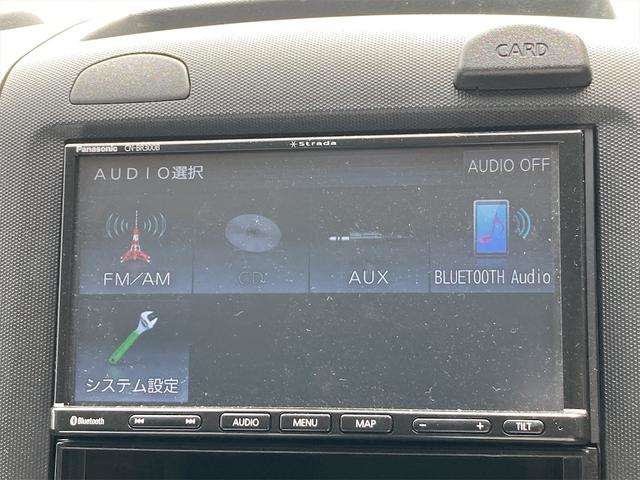 CARD
Panasonic CN-BR300B Strada
AUDIO選択 AUDIO OFF
FM/AM CD AUX BLUETOOTH Audio
システム設定
Bluetooth AUDIO MENU MAP − + TILT